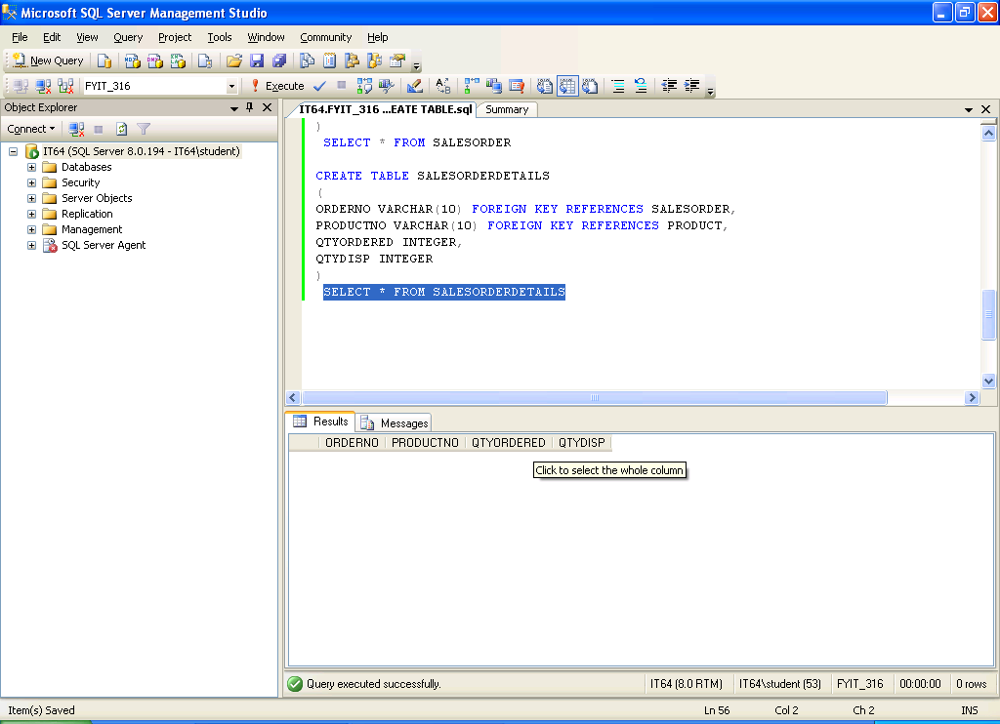 Microsoft SQL Server Management Studio
File Edit View Query Project Tools Window Community Help
New Query
FYIT_316 Execute
Object Explorer
Connect
IT64 (SQL Server 8.0.194 - IT64\student)
Databases
Security
Server Objects
Replication
Management
SQL Server Agent
IT64.FYIT_316 ...EATE TABLE.sql Summary
)
SELECT * FROM SALESORDER
CREATE TABLE SALESORDERDETAILS
(
ORDERNO VARCHAR(10) FOREIGN KEY REFERENCES SALESORDER,
PRODUCTNO VARCHAR(10) FOREIGN KEY REFERENCES PRODUCT,
QTYORDERED INTEGER,
QTYDISP INTEGER
)
SELECT * FROM SALESORDERDETAILS
Results Messages
ORDERNO PRODUCTNO QTYORDERED QTYDISP
Click to select the whole column
Query executed successfully. IT64 (8.0 RTM) IT64\student (53) FYIT_316 00:00:00 0 rows
Item(s) Saved Ln 56 Col 2 Ch 2 INS